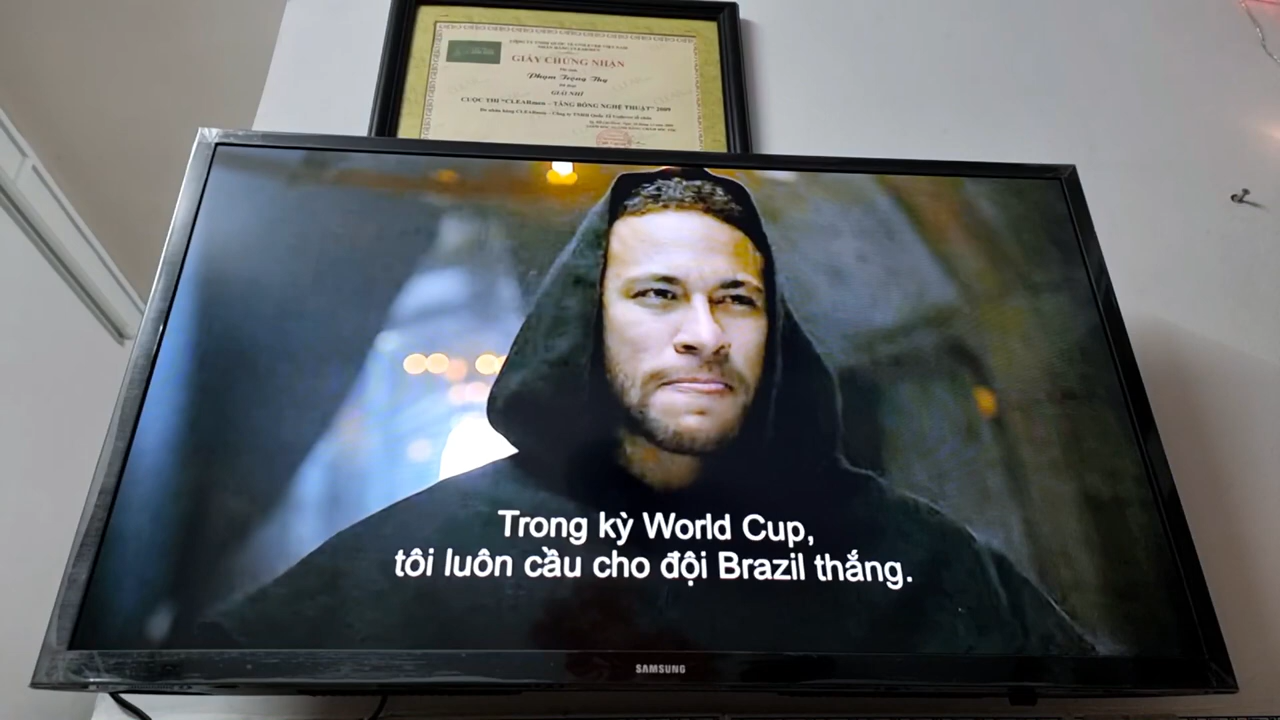 GIẤY CHỨNG NHẬN
Phạm Trọng Thy
GIẢI NHÌ
CUỘC THI "CLEARmen - TÂNG BÓNG NGHỆ THUẬT" 2009
Trong kỳ World Cup,
tôi luôn cầu cho đội Brazil thắng.
SAMSUNG